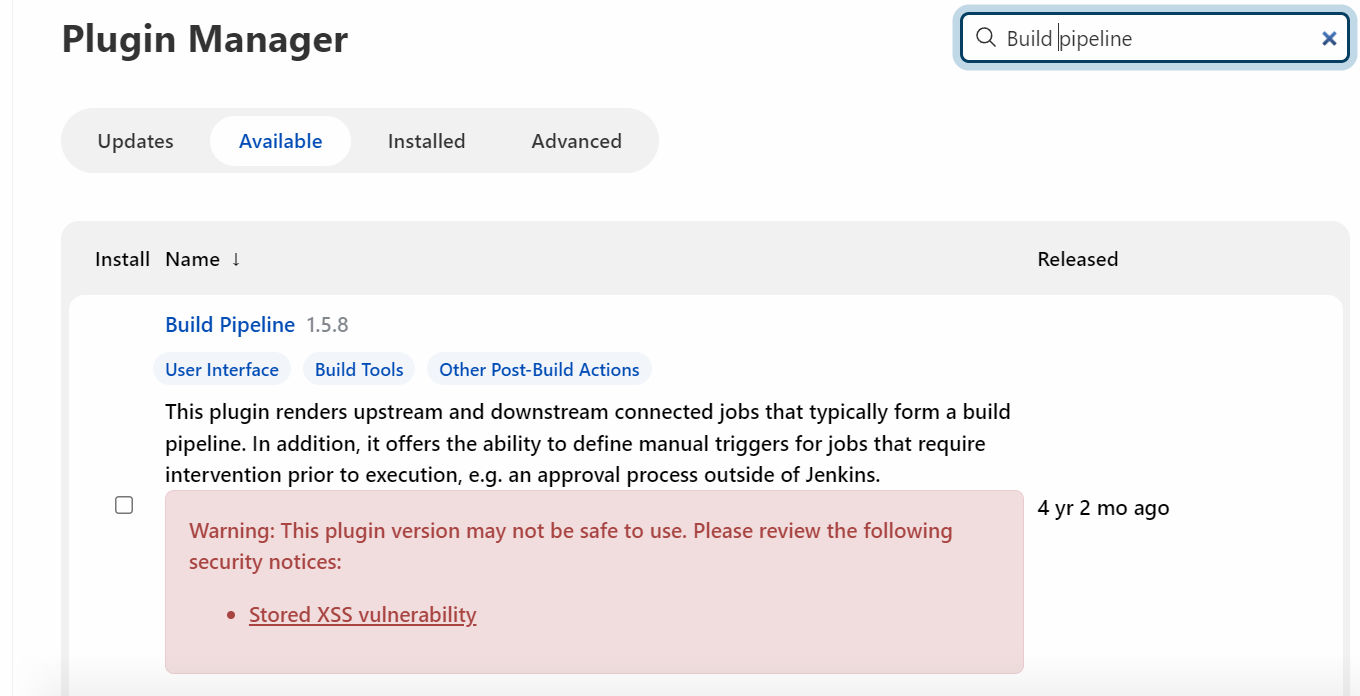 Plugin Manager
Build pipeline
Updates Available Installed Advanced
Install Name ↓ Released
Build Pipeline 1.5.8
User Interface Build Tools Other Post-Build Actions
This plugin renders upstream and downstream connected jobs that typically form a build
pipeline. In addition, it offers the ability to define manual triggers for jobs that require
intervention prior to execution, e.g. an approval process outside of Jenkins.
4 yr 2 mo ago
Warning: This plugin version may not be safe to use. Please review the following
security notices:
• Stored XSS vulnerability